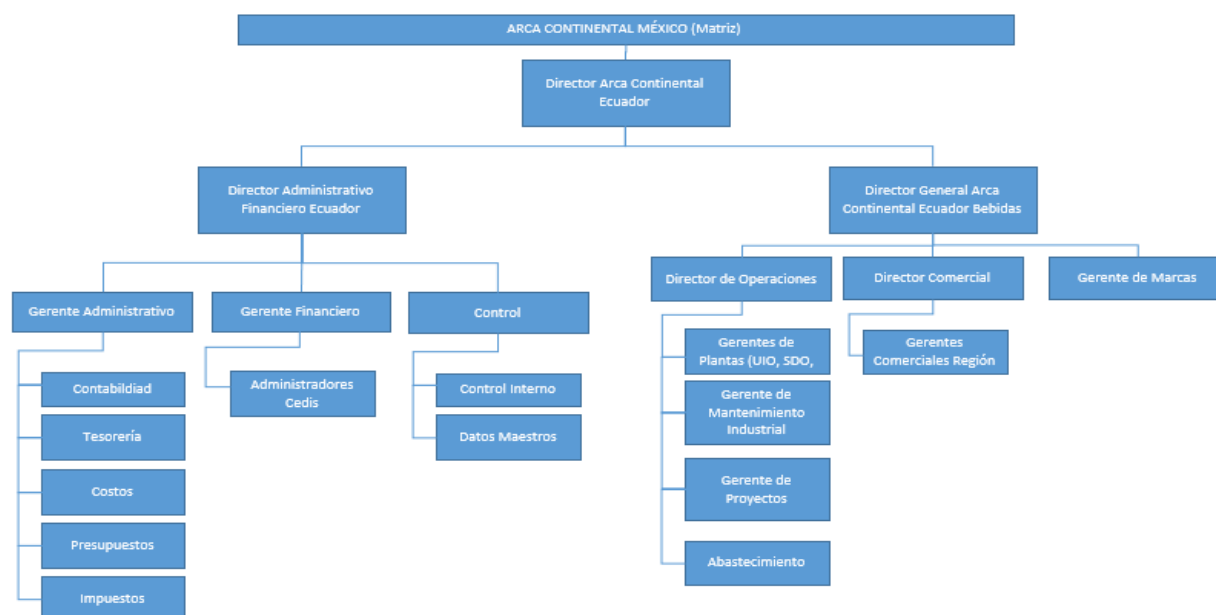 ARCA CONTINENTAL MÉXICO (Matriz)
Director Arca Continental
Ecuador
Director Administrativo
Financiero Ecuador
Director General Arca
Continental Ecuador Bebidas
Director de Operaciones
Director Comercial
Gerente de Marcas
Gerente Administrativo
Gerente Financiero
Control
Gerentes de
Plantas (UIO, SDO,
Gerentes
Comerciales Región
Contabildiad
Administradores
Cedis
Control Interno
Gerente de
Mantenimiento
Industrial
Tesorería
Datos Maestros
Costos
Gerente de
Proyectos
Presupuestos
Abastecimiento
Impuestos